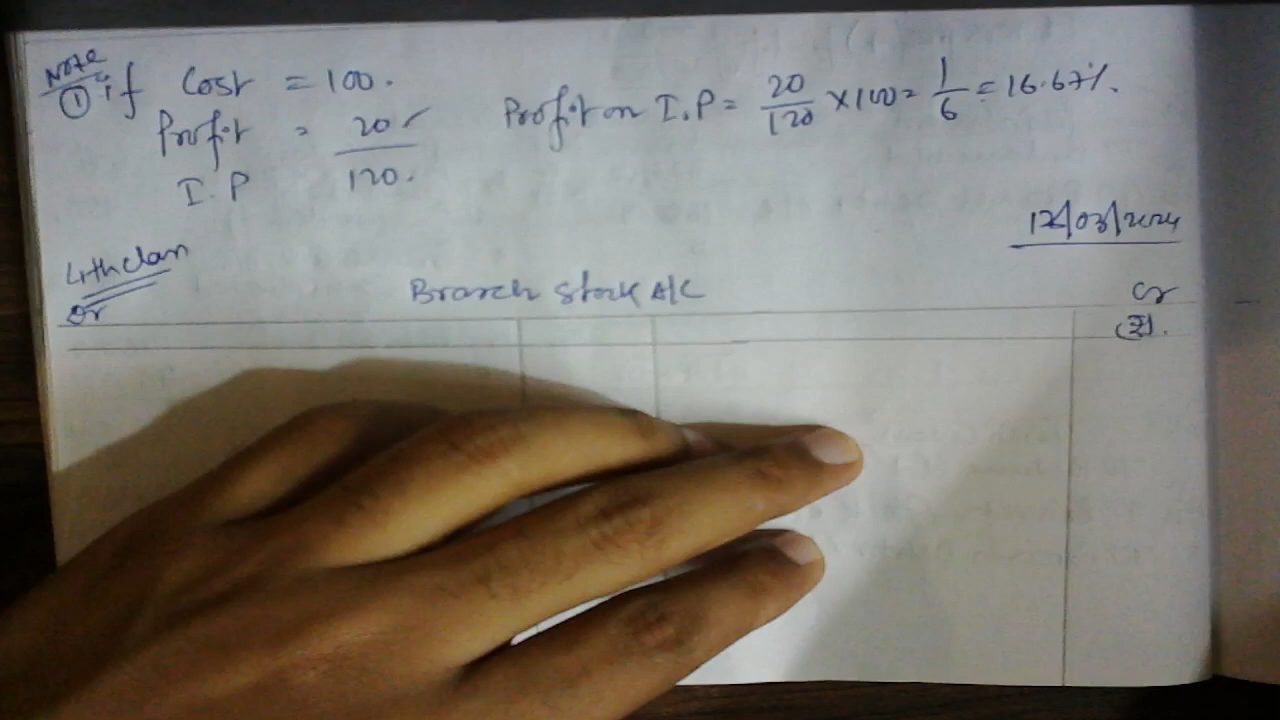 Note
① if Cost = 100.
Profit = 20
I.P 120.
Profit on I.P = 20/120 ×100 = 1/6 = 16.67%.
12/03/2024
4th class
Dr Branch Stock A/C Cr
(₹).